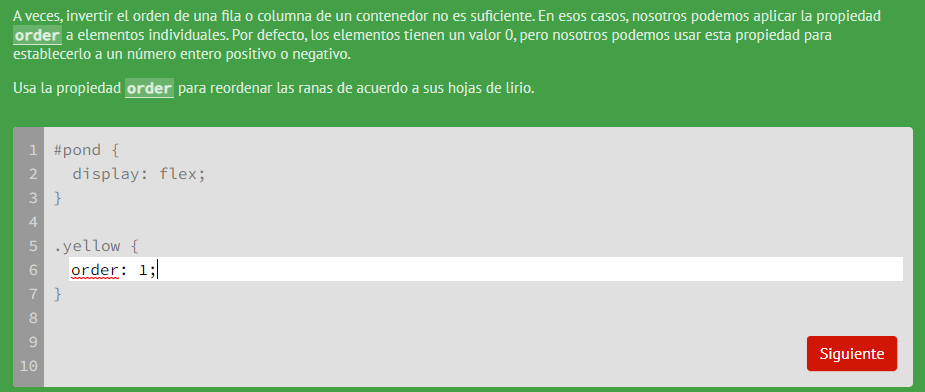 A veces, invertir el orden de una fila o columna de un contenedor no es suficiente. En esos casos, nosotros podemos aplicar la propiedad
order a elementos individuales. Por defecto, los elementos tienen un valor 0, pero nosotros podemos usar esta propiedad para
establecerlo a un número entero positivo o negativo.
Usa la propiedad order para reordenar las ranas de acuerdo a sus hojas de lirio.
1 #pond {
2 display: flex;
3 }
4
5 .yellow {
6 order: 1;
7 }
8
9
10
Siguiente